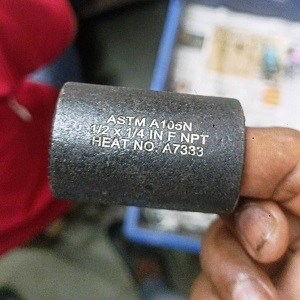 ASTM A105N
1/2 x 1/4 IN F NPT
HEAT NO. A7333